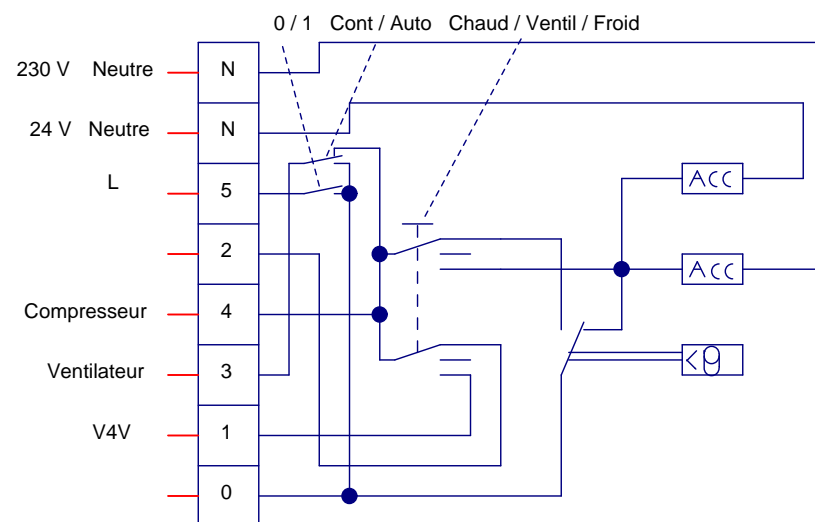 0 / 1 Cont / Auto Chaud / Ventil / Froid
230 V Neutre N
24 V Neutre N
L 5
2
Compresseur 4
Ventilateur 3
V4V 1
0
Acc
Acc
<θ